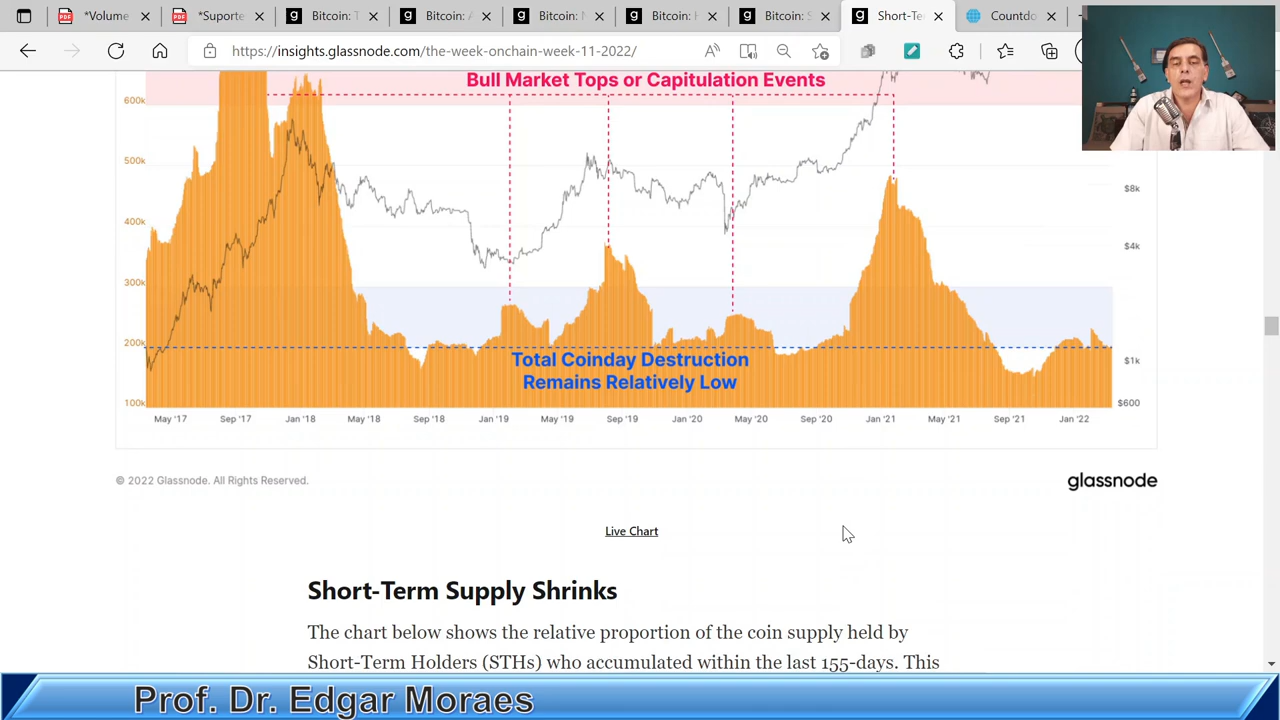 *Volume
*Suporte
Bitcoin: T
Bitcoin: A
Bitcoin: N
Bitcoin: S
Short-Te
Countdo
https://insights.glassnode.com/the-week-onchain-week-11-2022/
Bull Market Tops or Capitulation Events
600k
500k
400k
300k
200k
100k
$8k
$4k
$1k
$600
Total Coinday Destruction
Remains Relatively Low
May '17 Sep '17 Jan '18 May '18 Sep '18 Jan '19 May '19 Sep '19 Jan '20 May '20 Sep '20 Jan '21 May '21 Sep '21 Jan '22
© 2022 Glassnode. All Rights Reserved.
glassnode
Live Chart
Short-Term Supply Shrinks
The chart below shows the relative proportion of the coin supply held by
Short-Term Holders (STHs) who accumulated within the last 155-days. This
Prof. Dr. Edgar Moraes